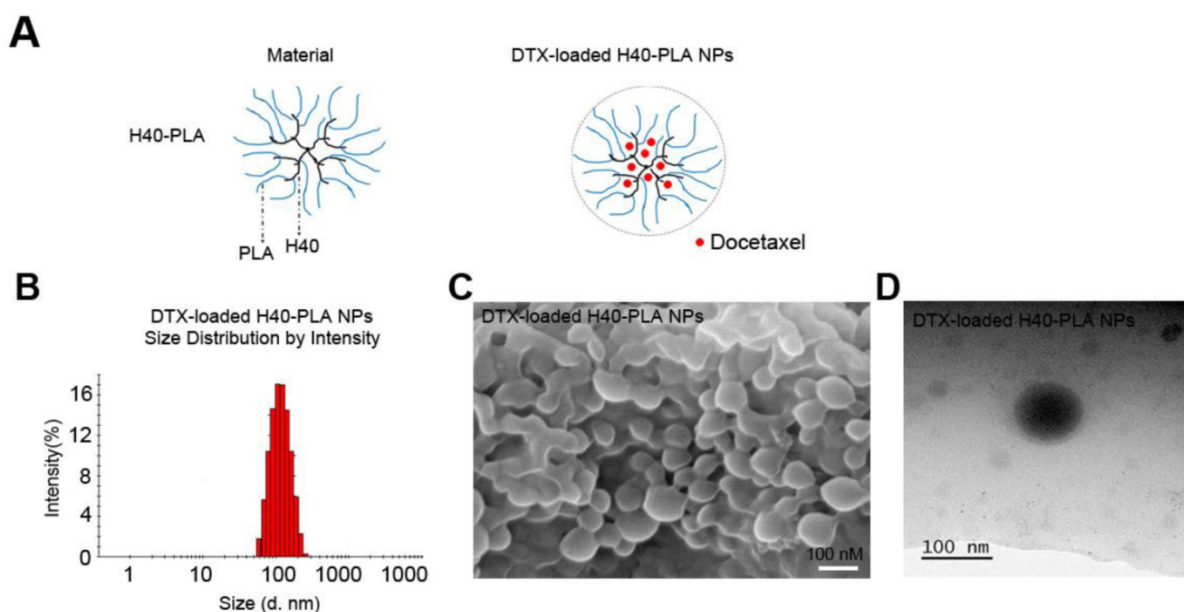 A
Material
DTX-loaded H40-PLA NPs
H40-PLA
PLA
H40
Docetaxel
B
DTX-loaded H40-PLA NPs
Size Distribution by Intensity
Intensity(%)
16
12
8
4
0
1 10 100 1000 1000
Size (d. nm)
C
DTX-loaded H40-PLA NPs
100 nM
D
DTX-loaded H40-PLA NPs
100 nm